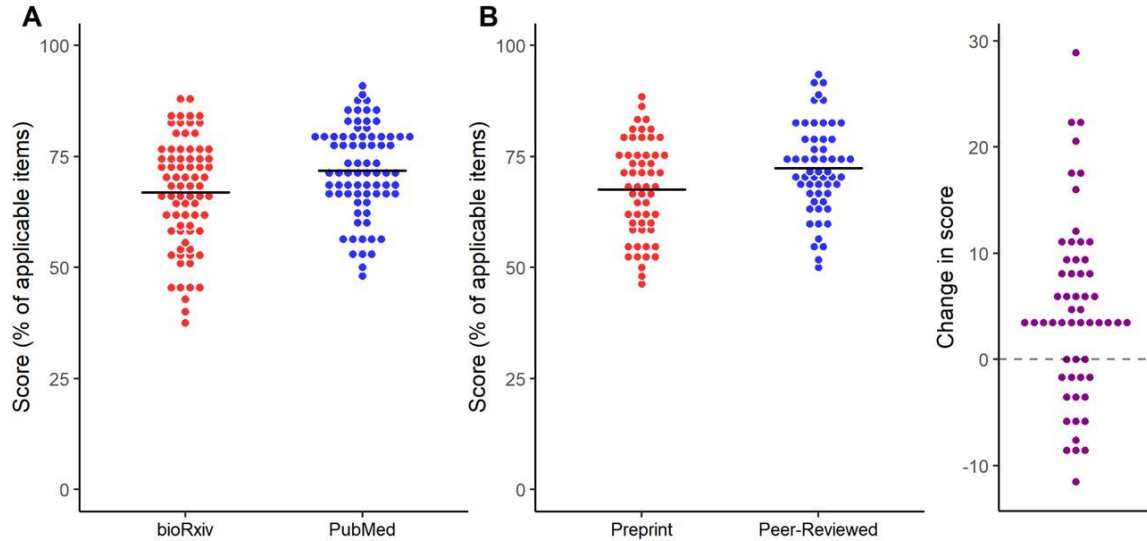 A
Score (% of applicable items)
100
75
50
25
0
bioRxiv
PubMed
B
Score (% of applicable items)
100
75
50
25
0
Preprint
Peer-Reviewed
Change in score
30
20
10
0
-10